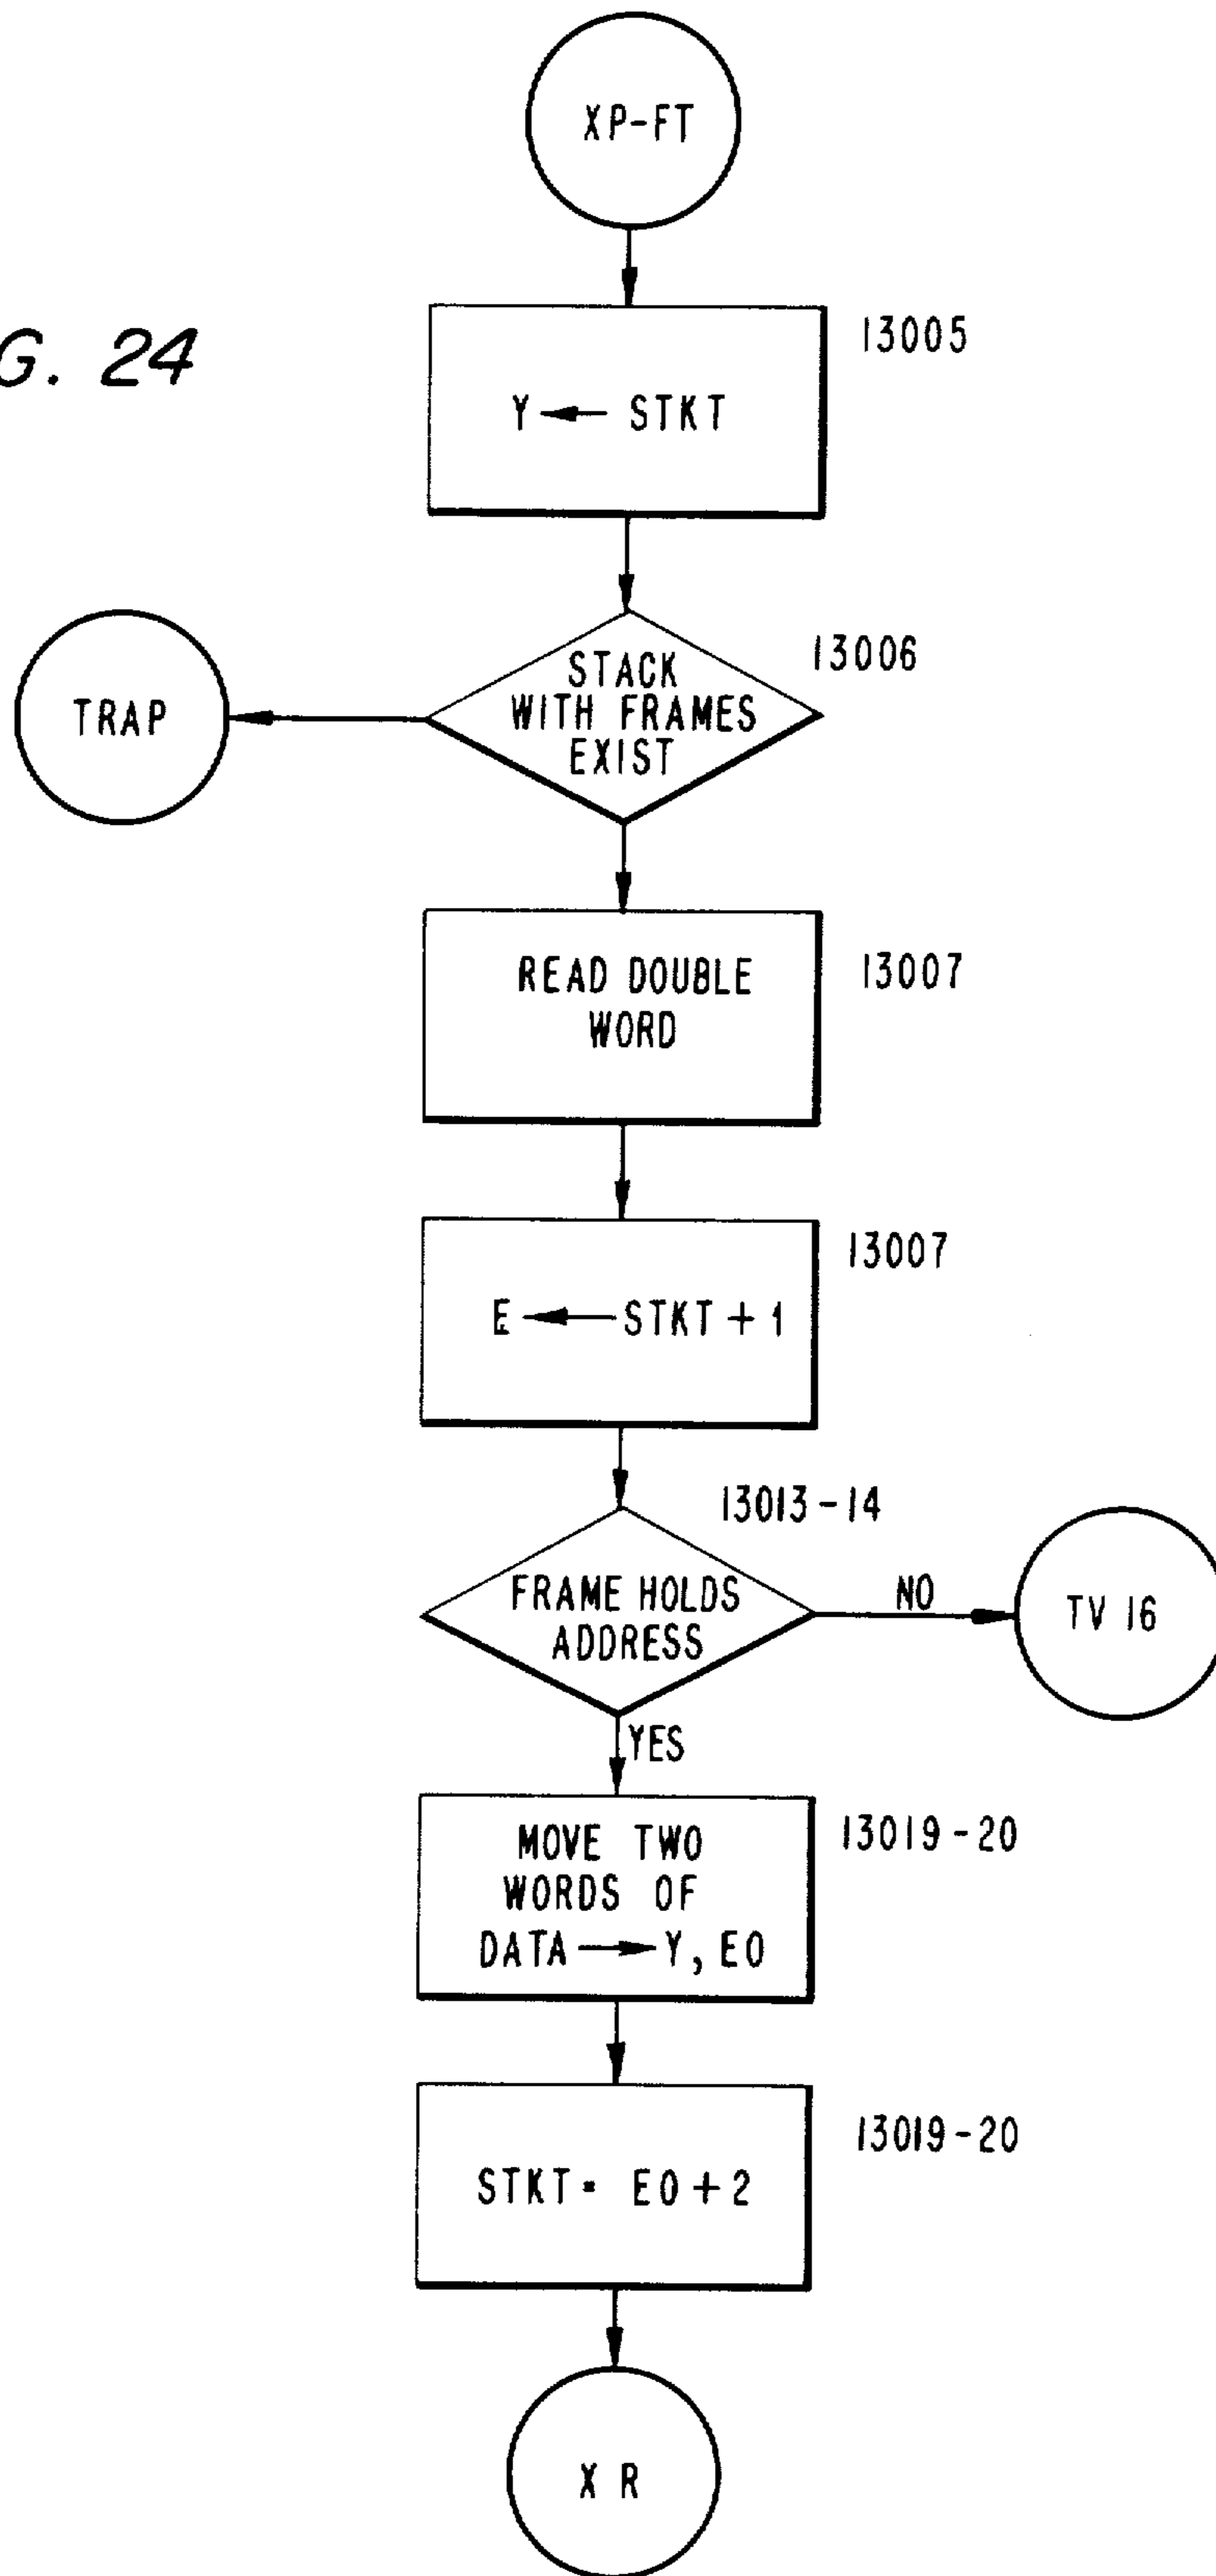 XP-FT
G. 24
13005
Y ← STKT
13006
STACK
WITH FRAMES
EXIST
TRAP
13007
READ DOUBLE
WORD
13007
E ← STKT + 1
13013-14
FRAME HOLDS
ADDRESS
NO
TV 16
YES
13019-20
MOVE TWO
WORDS OF
DATA → Y, E0
13019-20
STKT = E0 + 2
X R